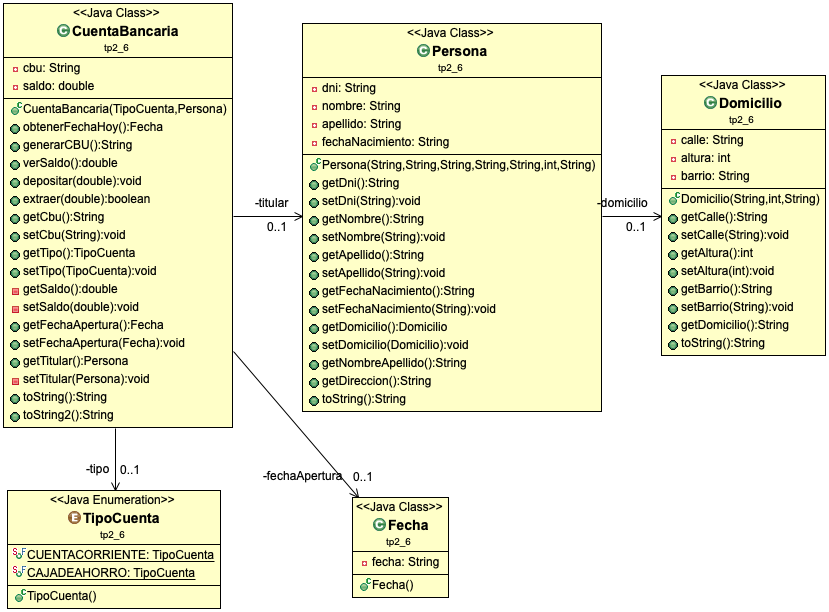 <<Java Class>>
CuentaBancaria
tp2_6
cbu: String
saldo: double
CuentaBancaria(TipoCuenta,Persona)
obtenerFechaHoy():Fecha
generarCBU():String
verSaldo():double
depositar(double):void
extraer(double):boolean
getCbu():String
setCbu(String):void
getTipo():TipoCuenta
setTipo(TipoCuenta):void
getSaldo():double
setSaldo(double):void
getFechaApertura():Fecha
setFechaApertura(Fecha):void
getTitular():Persona
setTitular(Persona):void
toString():String
toString2():String
-titular
0..1
<<Java Class>>
Persona
tp2_6
dni: String
nombre: String
apellido: String
fechaNacimiento: String
Persona(String,String,String,String,String,int,String)
getDni():String
setDni(String):void
getNombre():String
setNombre(String):void
getApellido():String
setApellido(String):void
getFechaNacimiento():String
setFechaNacimiento(String):void
getDomicilio():Domicilio
setDomicilio(Domicilio):void
getNombreApellido():String
getDireccion():String
toString():String
-domicilio
0..1
<<Java Class>>
Domicilio
tp2_6
calle: String
altura: int
barrio: String
Domicilio(String,int,String)
getCalle():String
setCalle(String):void
getAltura():int
setAltura(int):void
getBarrio():String
setBarrio(String):void
getDomicilio():String
toString():String
-tipo
0..1
<<Java Enumeration>>
TipoCuenta
tp2_6
CUENTACORRIENTE: TipoCuenta
CAJADEAHORRO: TipoCuenta
TipoCuenta()
-fechaApertura
0..1
<<Java Class>>
Fecha
tp2_6
fecha: String
Fecha()